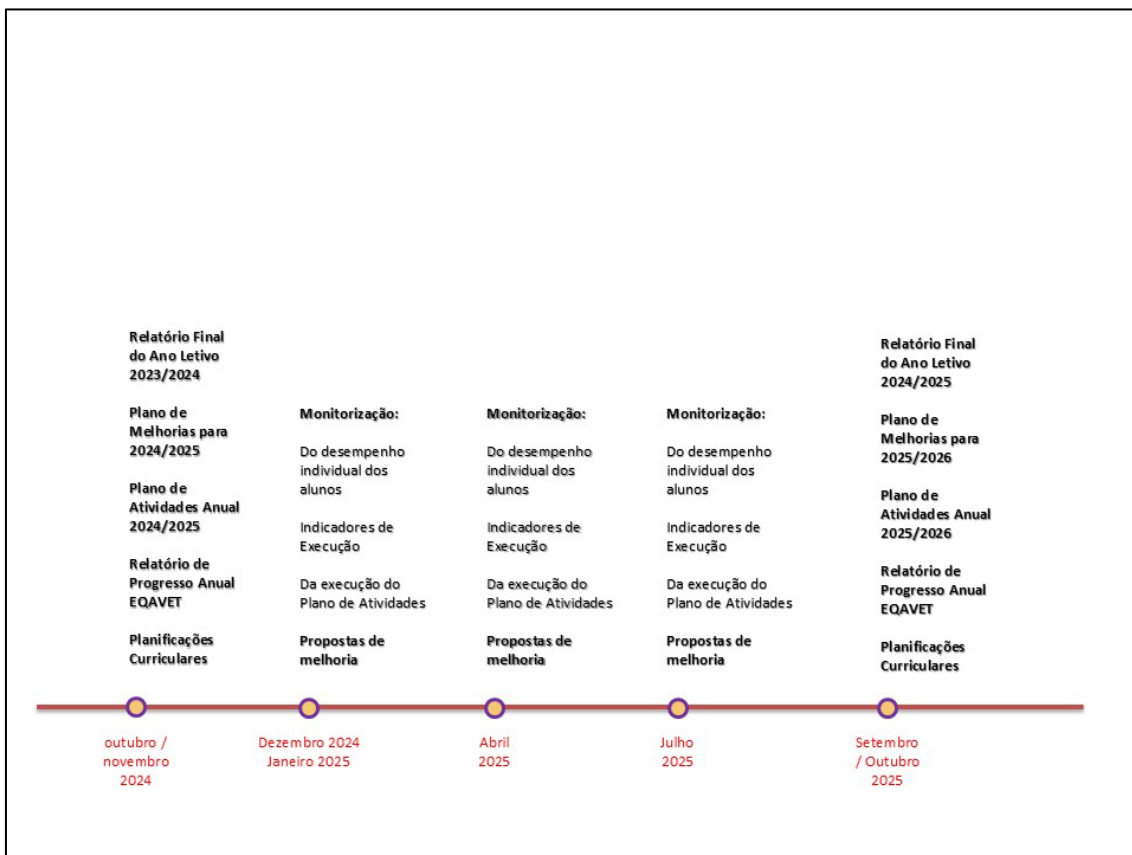 Relatório Final
do Ano Letivo
2023/2024
Plano de
Melhorias para
2024/2025
Plano de
Atividades Anual
2024/2025
Relatório de
Progresso Anual
EQAVET
Planificações
Curriculares
Monitorização:
Do desempenho
individual dos
alunos
Indicadores de
Execução
Da execução do
Plano de Atividades
Propostas de
melhoria
Monitorização:
Do desempenho
individual dos
alunos
Indicadores de
Execução
Da execução do
Plano de Atividades
Propostas de
melhoria
Monitorização:
Do desempenho
individual dos
alunos
Indicadores de
Execução
Da execução do
Plano de Atividades
Propostas de
melhoria
Relatório Final
do Ano Letivo
2024/2025
Plano de
Melhorias para
2025/2026
Plano de
Atividades Anual
2025/2026
Relatório de
Progresso Anual
EQAVET
Planificações
Curriculares
outubro /
novembro
2024
Dezembro 2024
Janeiro 2025
Abril
2025
Julho
2025
Setembro
/ Outubro
2025